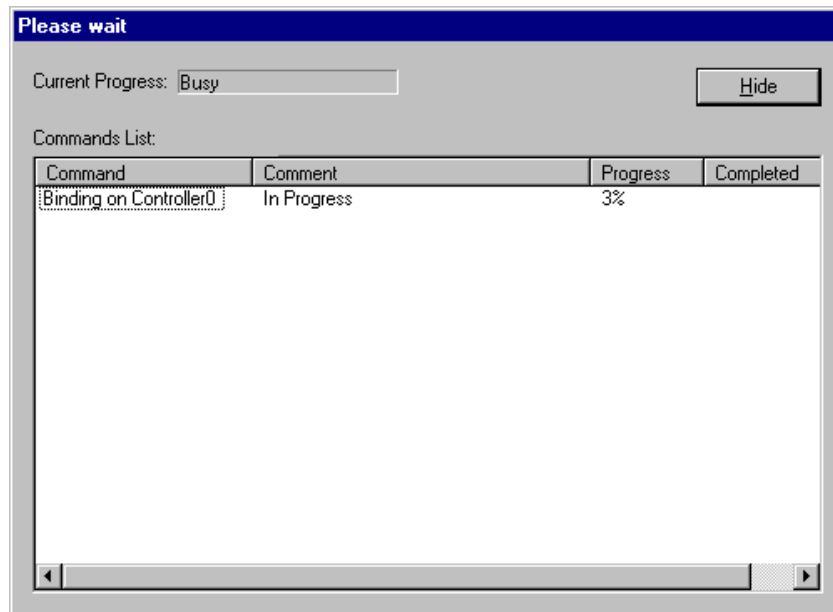 Please wait
Current Progress: Busy
Hide
Commands List:
Command Comment Progress Completed
Binding on Controller0 In Progress 3%